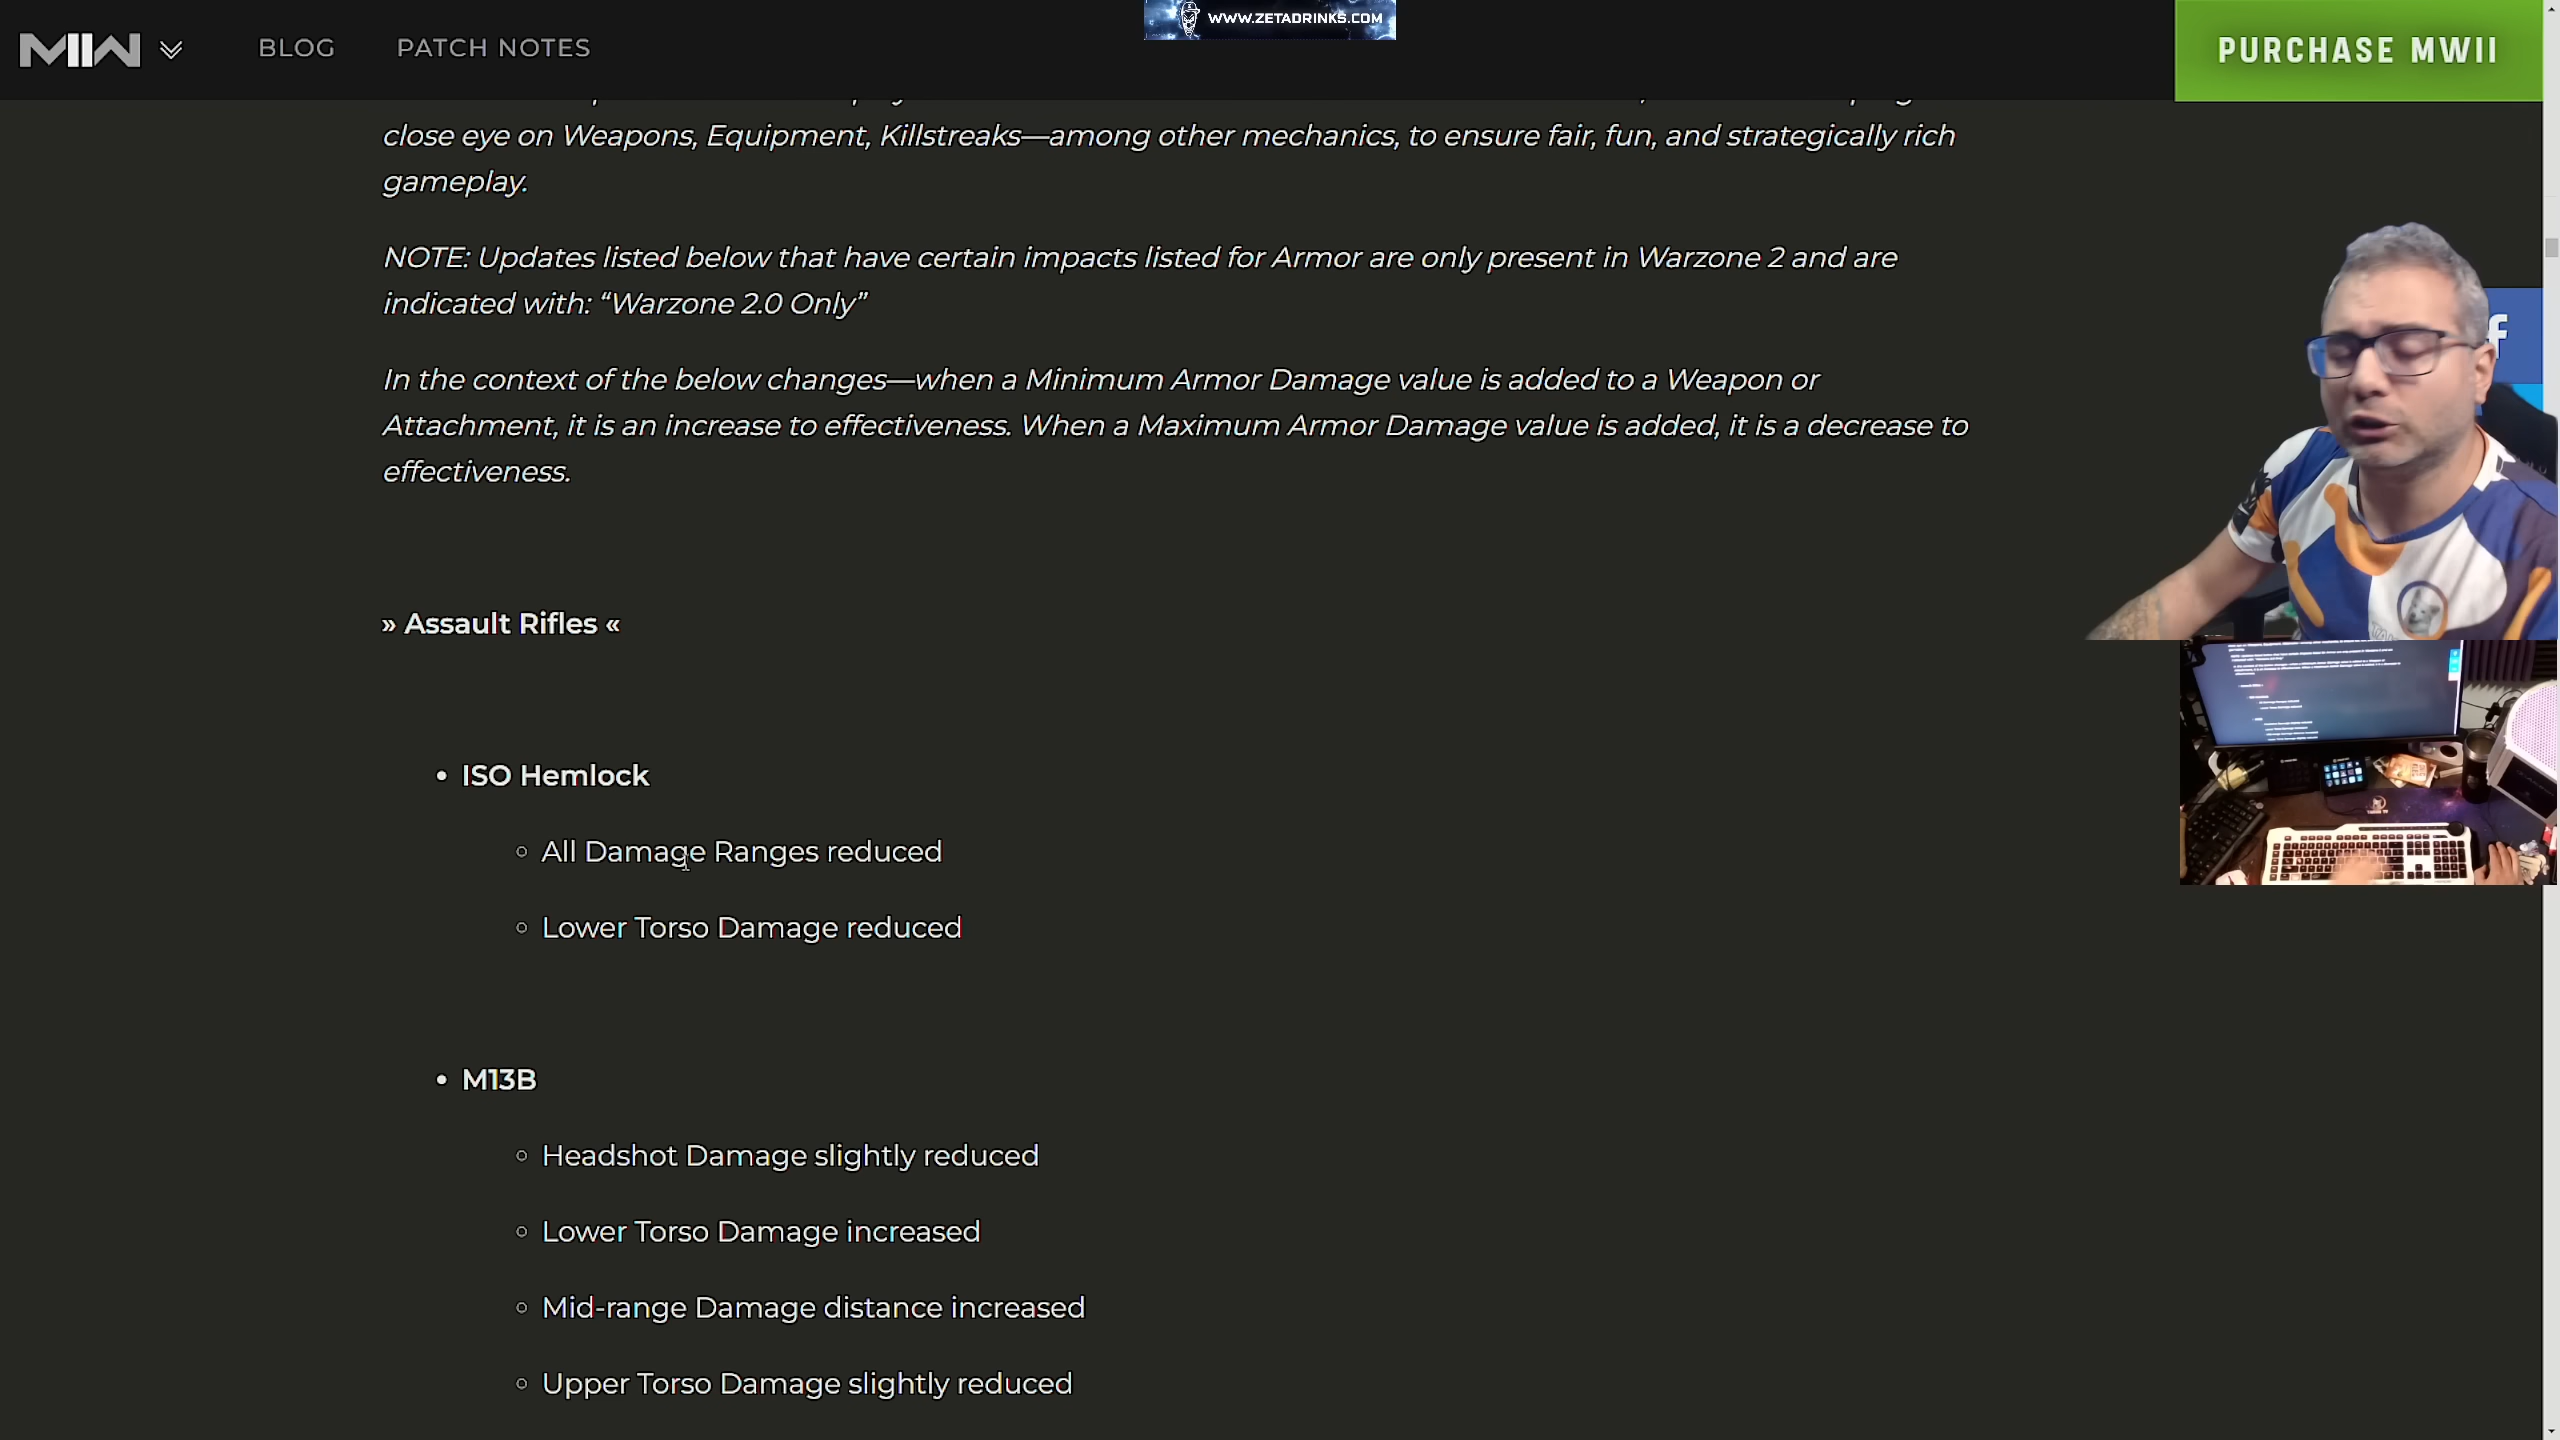 MIIW
BLOG
PATCH NOTES
WWW.ZETADRINKS.COM
PURCHASE MWII
close eye on Weapons, Equipment, Killstreaks—among other mechanics, to ensure fair, fun, and strategically rich
gameplay.
NOTE: Updates listed below that have certain impacts listed for Armor are only present in Warzone 2 and are
indicated with: “Warzone 2.0 Only”
In the context of the below changes—when a Minimum Armor Damage value is added to a Weapon or
Attachment, it is an increase to effectiveness. When a Maximum Armor Damage value is added, it is a decrease to
effectiveness.
» Assault Rifles «
• ISO Hemlock
○ All Damage Ranges reduced
○ Lower Torso Damage reduced
• M13B
○ Headshot Damage slightly reduced
○ Lower Torso Damage increased
○ Mid-range Damage distance increased
○ Upper Torso Damage slightly reduced